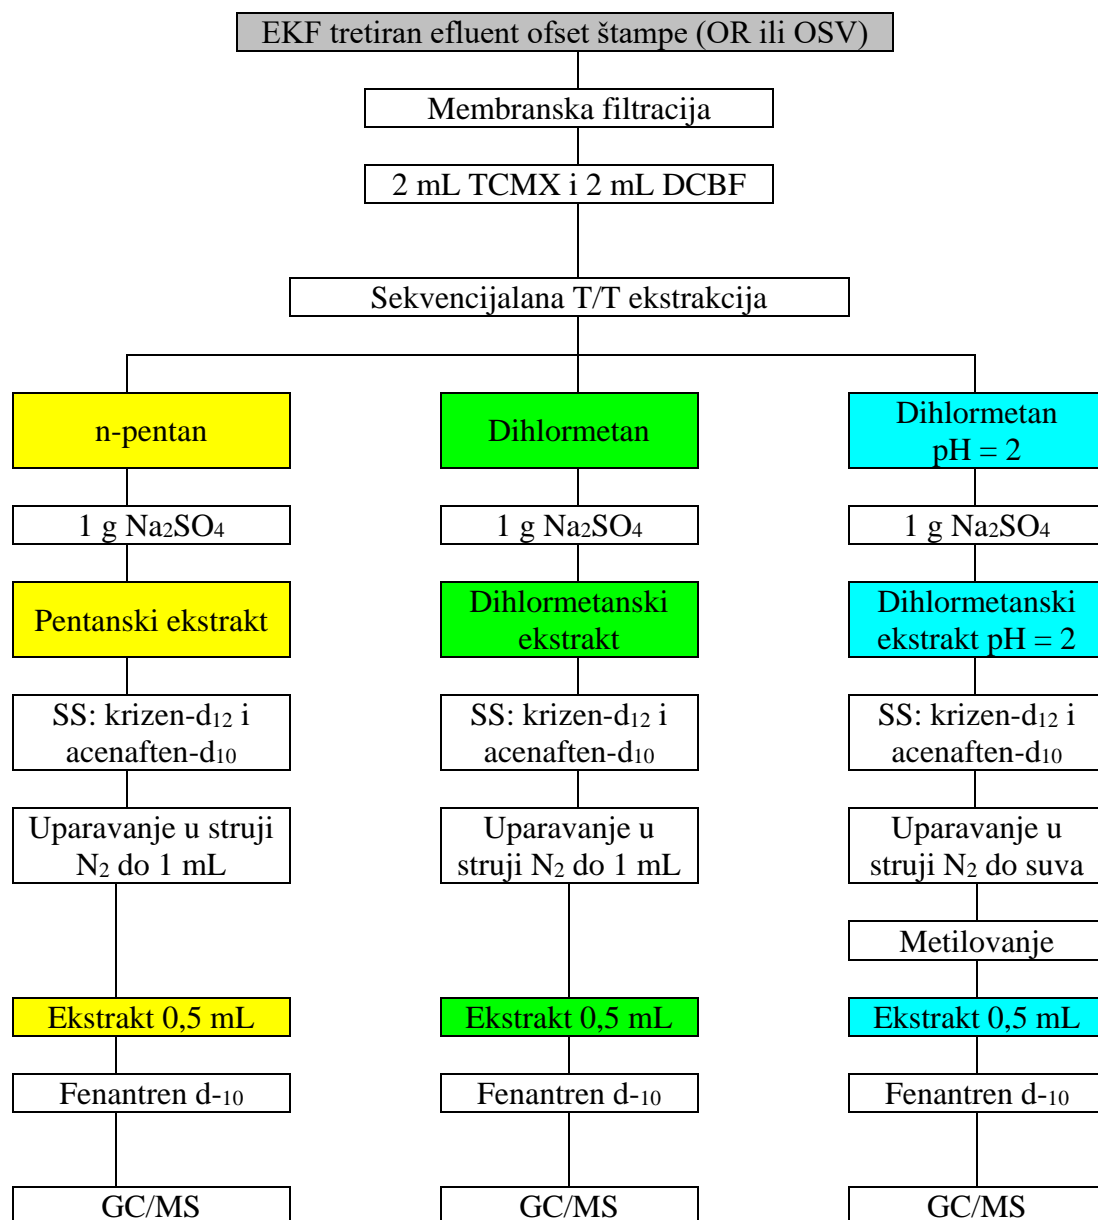 EKF tretiran efluent ofset štampe (OR ili OSV)
Membranska filtracija
2 mL TCMX i 2 mL DCBF
Sekvencijalana T/T ekstrakcija
n-pentan
Dihlormetan
Dihlormetan
pH = 2
1 g Na₂SO₄
1 g Na₂SO₄
1 g Na₂SO₄
Pentanski ekstrakt
Dihlormetanski
ekstrakt
Dihlormetanski
ekstrakt pH = 2
SS: krizen-d₁₂ i
acenaften-d₁₀
SS: krizen-d₁₂ i
acenaften-d₁₀
SS: krizen-d₁₂ i
acenaften-d₁₀
Uparavanje u struji
N₂ do 1 mL
Uparavanje u
struji N₂ do 1 mL
Uparavanje u
struji N₂ do suva
Metilovanje
Ekstrakt 0,5 mL
Ekstrakt 0,5 mL
Ekstrakt 0,5 mL
Fenantren d-₁₀
Fenantren d-₁₀
Fenantren d-₁₀
GC/MS
GC/MS
GC/MS